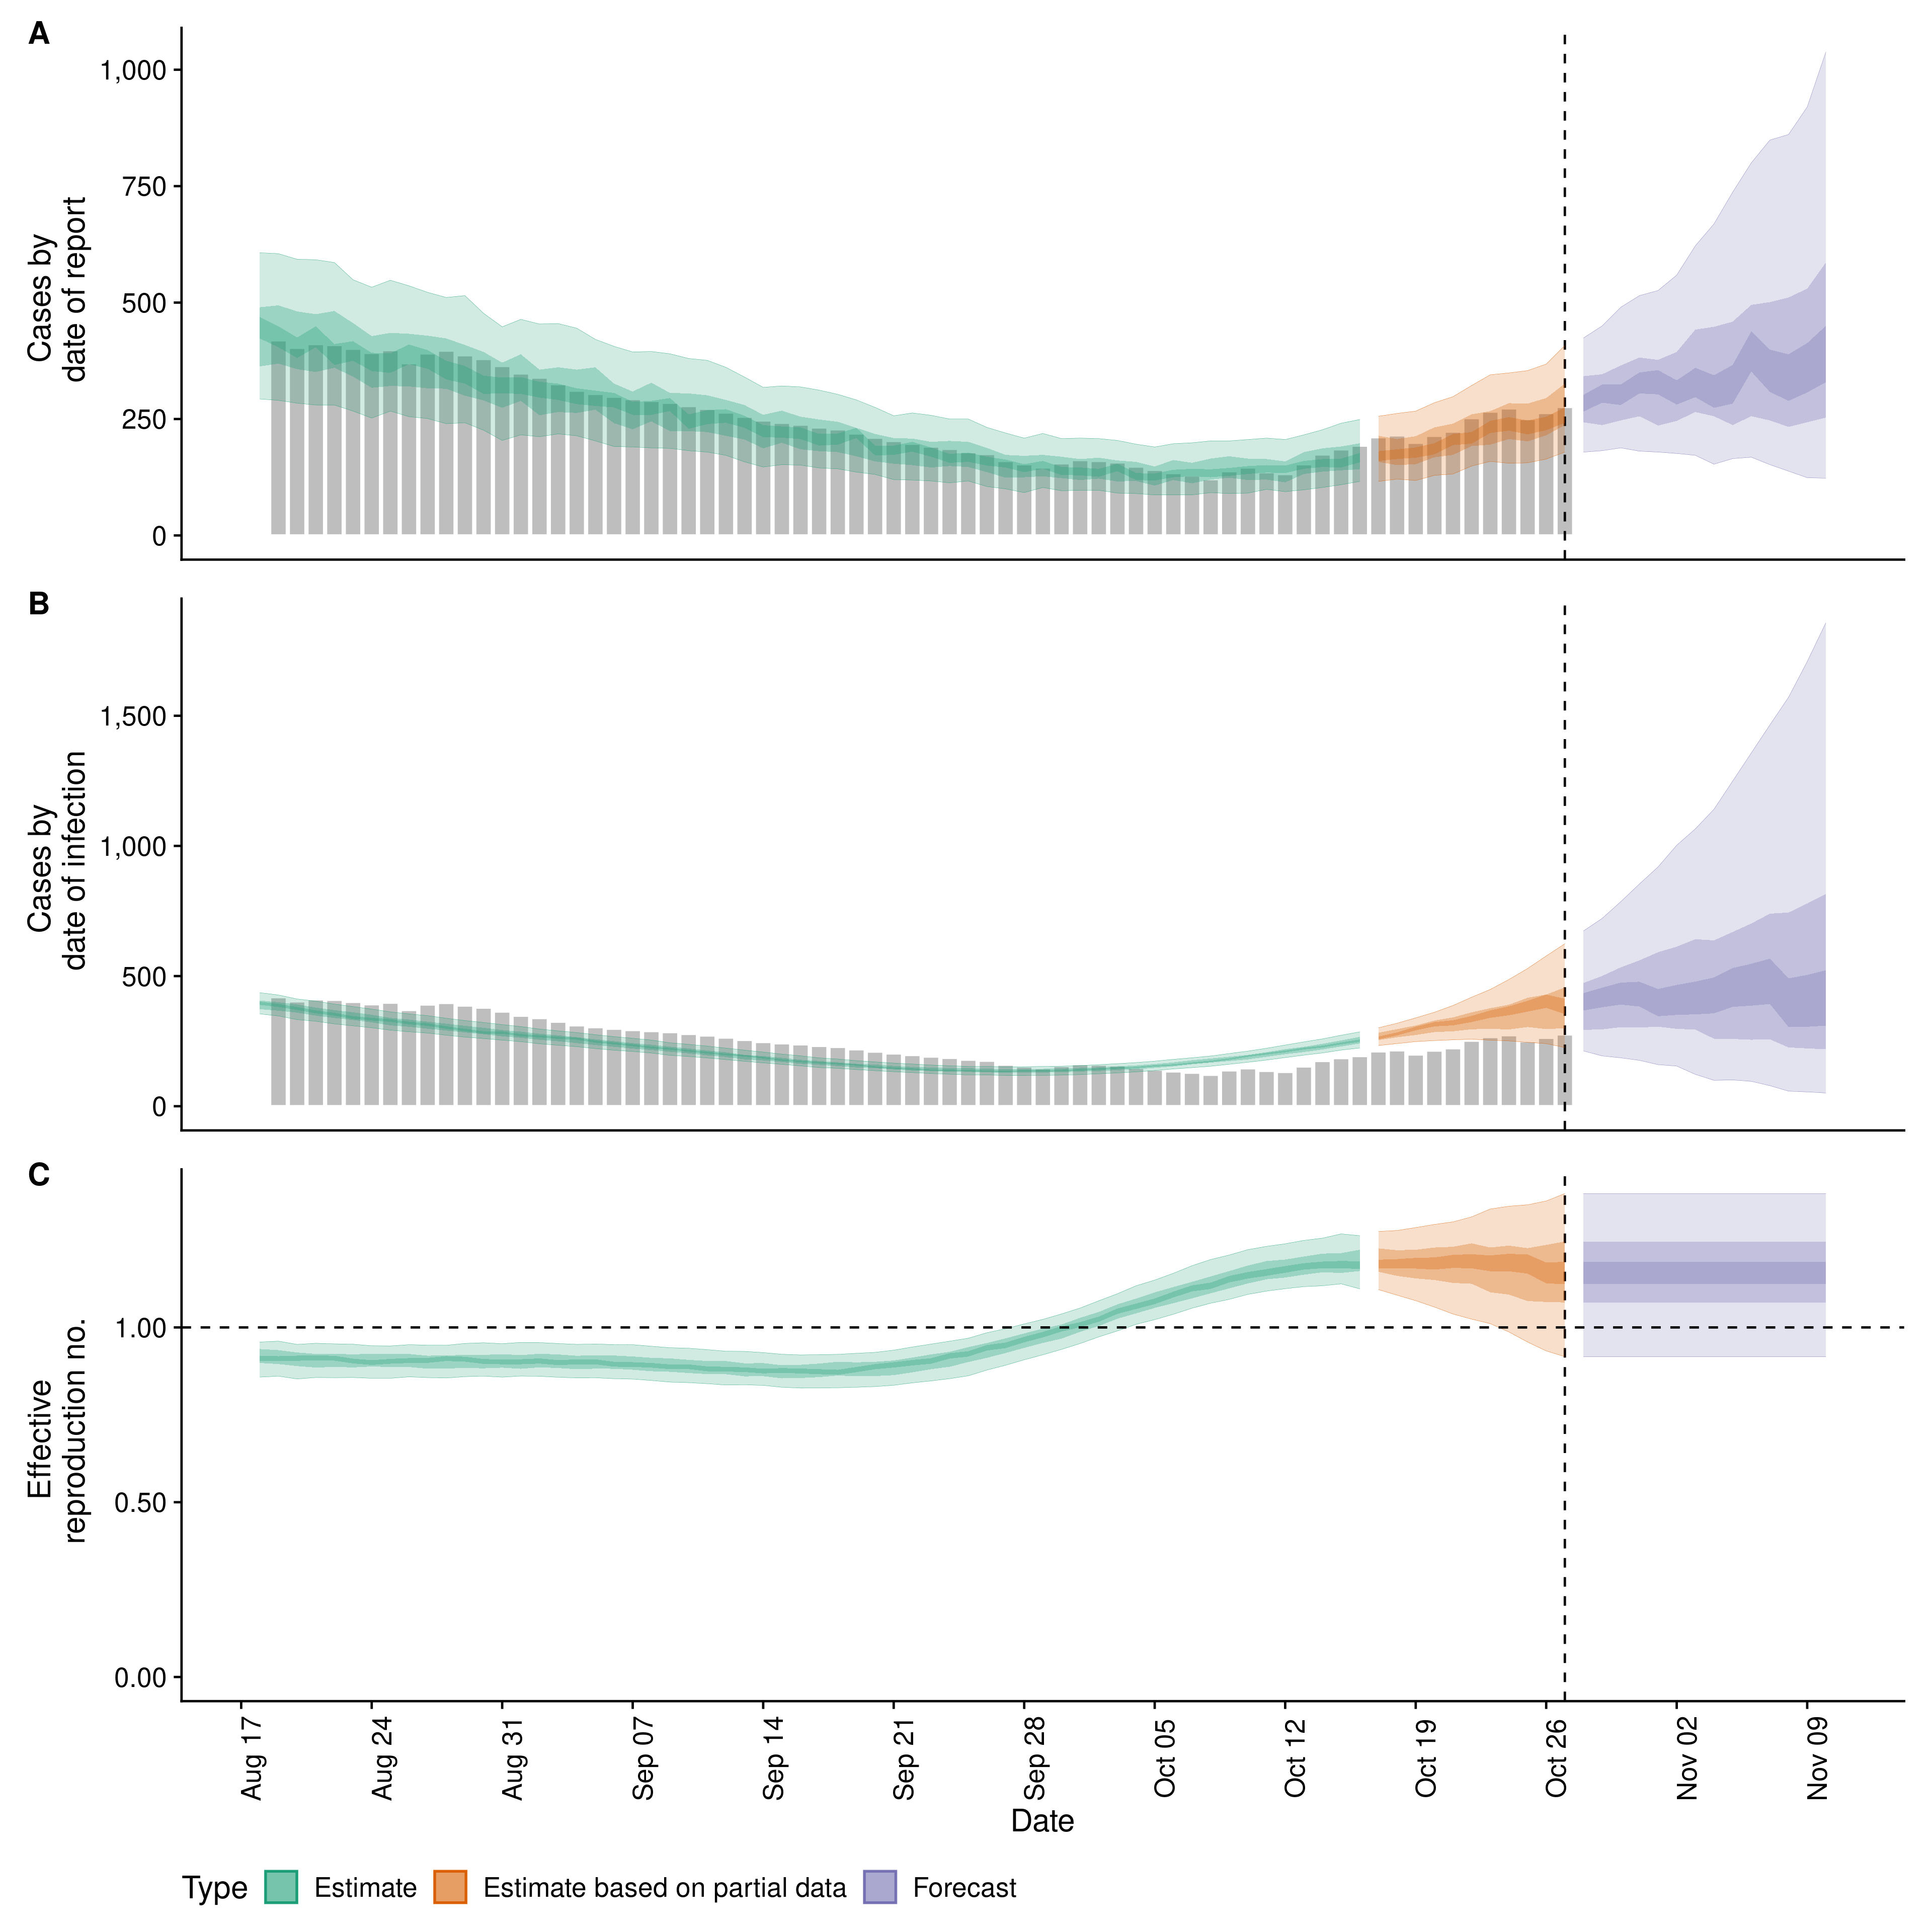 A
1,000
750
500
250
0
Cases by
date of report
B
1,500
1,000
500
0
Cases by
date of infection
C
1.00
0.50
0.00
Effective
reproduction no.
Aug 17
Aug 24
Aug 31
Sep 07
Sep 14
Sep 21
Sep 28
Oct 05
Oct 12
Oct 19
Oct 26
Nov 02
Nov 09
Date
Type Estimate Estimate based on partial data Forecast